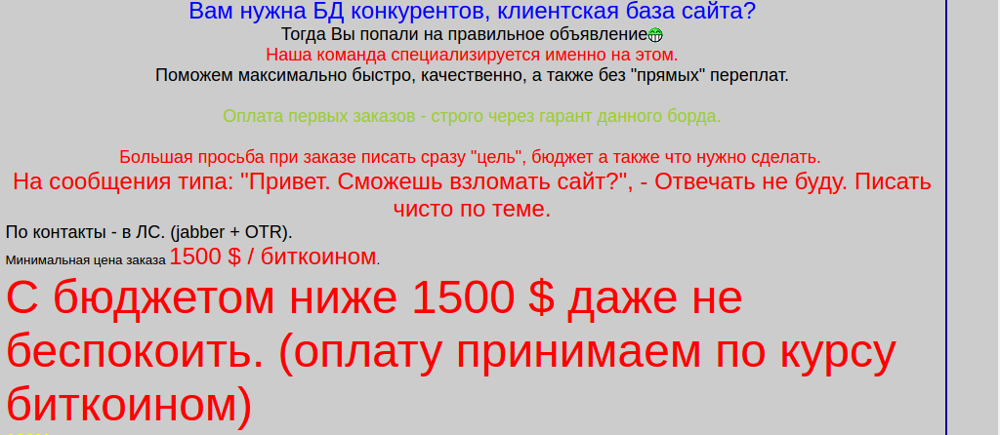 Вам нужна БД конкурентов, клиентская база сайта?
Тогда Вы попали на правильное объявление
Наша команда специализируется именно на этом.
Поможем максимально быстро, качественно, а также без "прямых" переплат.
Оплата первых заказов - строго через гарант данного борда.
Большая просьба при заказе писать сразу "цель", бюджет а также что нужно сделать.
На сообщения типа: "Привет. Сможешь взломать сайт?", - Отвечать не буду. Писать
чисто по теме.
По контакты - в ЛС. (jabber + OTR).
Минимальная цена заказа 1500 $ / биткоином.
С бюджетом ниже 1500 $ даже не
беспокоить. (оплату принимаем по курсу
биткоином)